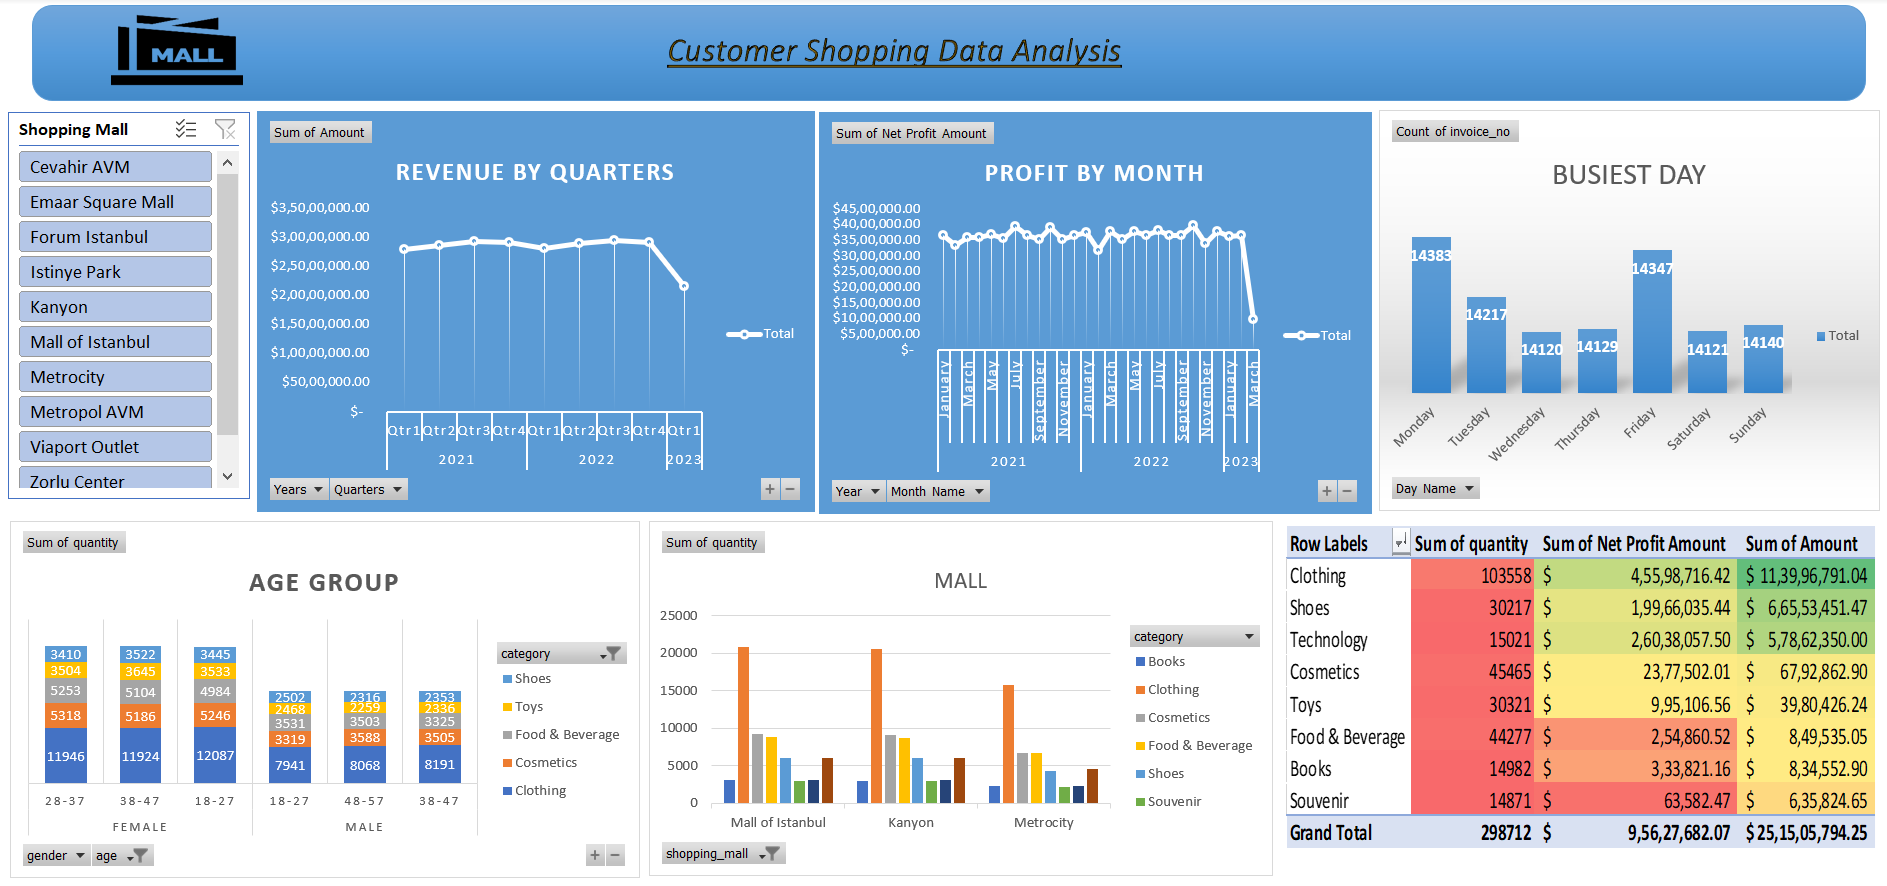 MALL
Customer Shopping Data Analysis
Shopping Mall
Cevahir AVM
Emaar Square Mall
Forum Istanbul
Istinye Park
Kanyon
Mall of Istanbul
Metrocity
Metropol AVM
Viaport Outlet
Zorlu Center
Sum of Amount
REVENUE BY QUARTERS
$3,50,00,000.00
$3,00,00,000.00
$2,50,00,000.00
$2,00,00,000.00
$1,50,00,000.00
$1,00,00,000.00
$50,00,000.00
$-
Qtr1 Qtr2 Qtr3 Qtr4 Qtr1 Qtr2 Qtr3 Qtr4 Qtr1
2021 2022 2023
Total
Years Quarters
+ −
Sum of Net Profit Amount
PROFIT BY MONTH
$45,00,000.00
$40,00,000.00
$35,00,000.00
$30,00,000.00
$25,00,000.00
$20,00,000.00
$15,00,000.00
$10,00,000.00
$5,00,000.00
$-
January March May July September November January March May July September November January March
2021 2022 2023
Total
Year Month Name
+ −
Count of invoice_no
BUSIEST DAY
14383 14217 14120 14129 14347 14121 14140
Monday Tuesday Wednesday Thursday Friday Saturday Sunday
Total
Day Name
Sum of quantity
AGE GROUP
3410 3522 3445 2502 2316 2353
3504 3645 3533 2468 2259 2336
5253 5104 4984 3531 3503 3325
5318 5186 5246 3319 3588 3505
11946 11924 12087 7941 8068 8191
28-37 38-47 18-27 18-27 48-57 38-47
FEMALE MALE
category
Shoes
Toys
Food & Beverage
Cosmetics
Clothing
gender age
+ −
Sum of quantity
MALL
25000
20000
15000
10000
5000
0
Mall of Istanbul Kanyon Metrocity
category
Books
Clothing
Cosmetics
Food & Beverage
Shoes
Souvenir
shopping_mall
Row Labels Sum of quantity Sum of Net Profit Amount Sum of Amount
Clothing 103558 $ 4,55,98,716.42 $ 11,39,96,791.04
Shoes 30217 $ 1,99,66,035.44 $ 6,65,53,451.47
Technology 15021 $ 2,60,38,057.50 $ 5,78,62,350.00
Cosmetics 45465 $ 23,77,502.01 $ 67,92,862.90
Toys 30321 $ 9,95,106.56 $ 39,80,426.24
Food & Beverage 44277 $ 2,54,860.52 $ 8,49,535.05
Books 14982 $ 3,33,821.16 $ 8,34,552.90
Souvenir 14871 $ 63,582.47 $ 6,35,824.65
Grand Total 298712 $ 9,56,27,682.07 $ 25,15,05,794.25